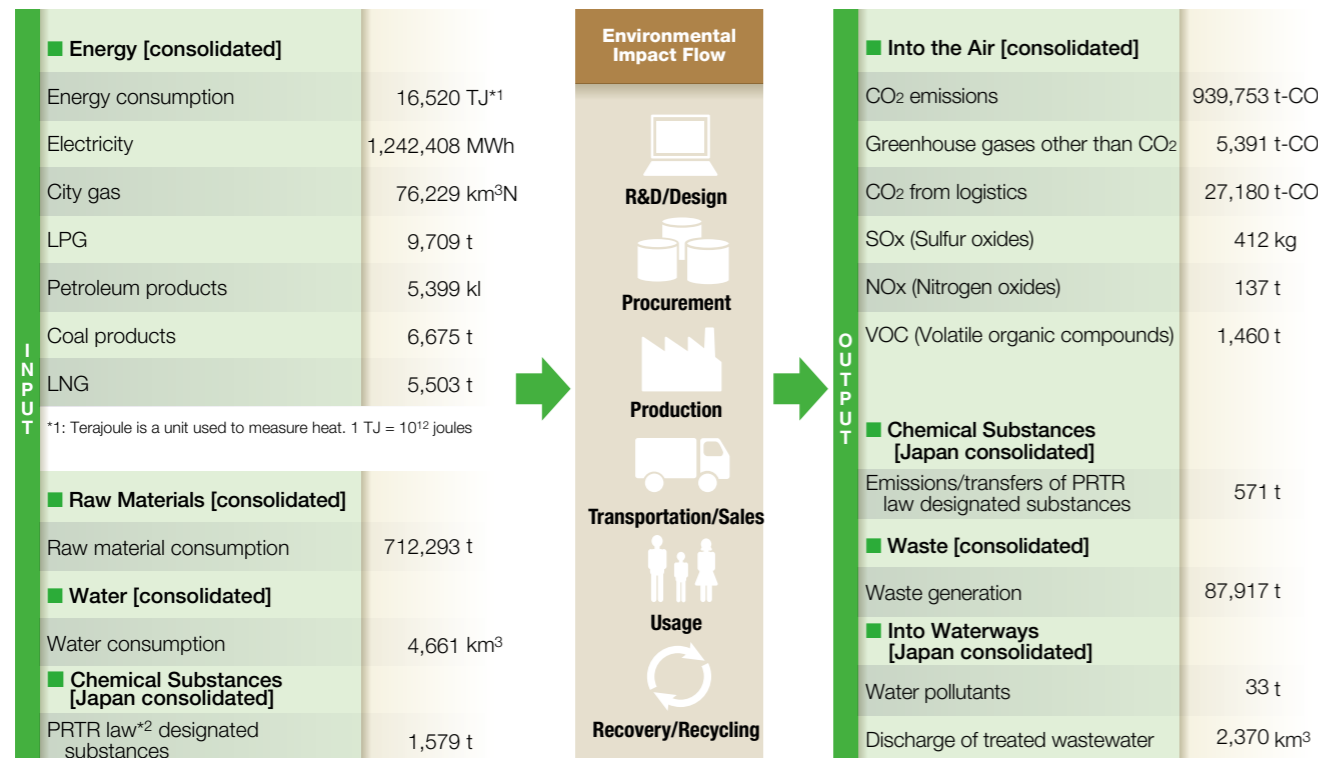 INPUT
■ Energy [consolidated]
Energy consumption 16,520 TJ*1
Electricity 1,242,408 MWh
City gas 76,229 km³N
LPG 9,709 t
Petroleum products 5,399 kl
Coal products 6,675 t
LNG 5,503 t
*1: Terajoule is a unit used to measure heat. 1 TJ = 10¹² joules
■ Raw Materials [consolidated]
Raw material consumption 712,293 t
■ Water [consolidated]
Water consumption 4,661 km³
■ Chemical Substances
[Japan consolidated]
PRTR law*2 designated
substances 1,579 t
Environmental
Impact Flow
R&D/Design
Procurement
Production
Transportation/Sales
Usage
Recovery/Recycling
OUTPUT
■ Into the Air [consolidated]
CO2 emissions 939,753 t-CO
Greenhouse gases other than CO2 5,391 t-CO
CO2 from logistics 27,180 t-CO
SOx (Sulfur oxides) 412 kg
NOx (Nitrogen oxides) 137 t
VOC (Volatile organic compounds) 1,460 t
■ Chemical Substances
[Japan consolidated]
Emissions/transfers of PRTR
law designated substances 571 t
■ Waste [consolidated]
Waste generation 87,917 t
■ Into Waterways
[Japan consolidated]
Water pollutants 33 t
Discharge of treated wastewater 2,370 km³